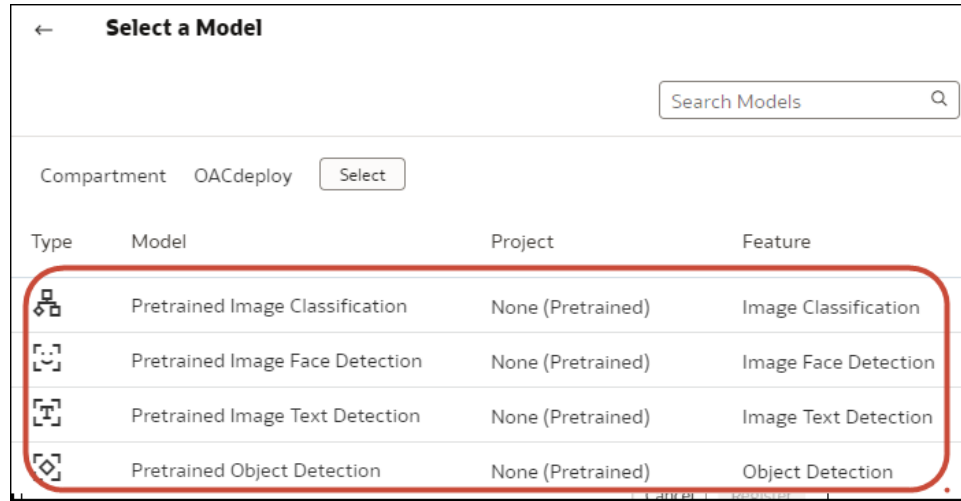 ← Select a Model
Search Models
Compartment OACdeploy Select
Type Model Project Feature
Pretrained Image Classification None (Pretrained) Image Classification
Pretrained Image Face Detection None (Pretrained) Image Face Detection
T Pretrained Image Text Detection None (Pretrained) Image Text Detection
Pretrained Object Detection None (Pretrained) Object Detection
Cancel Register